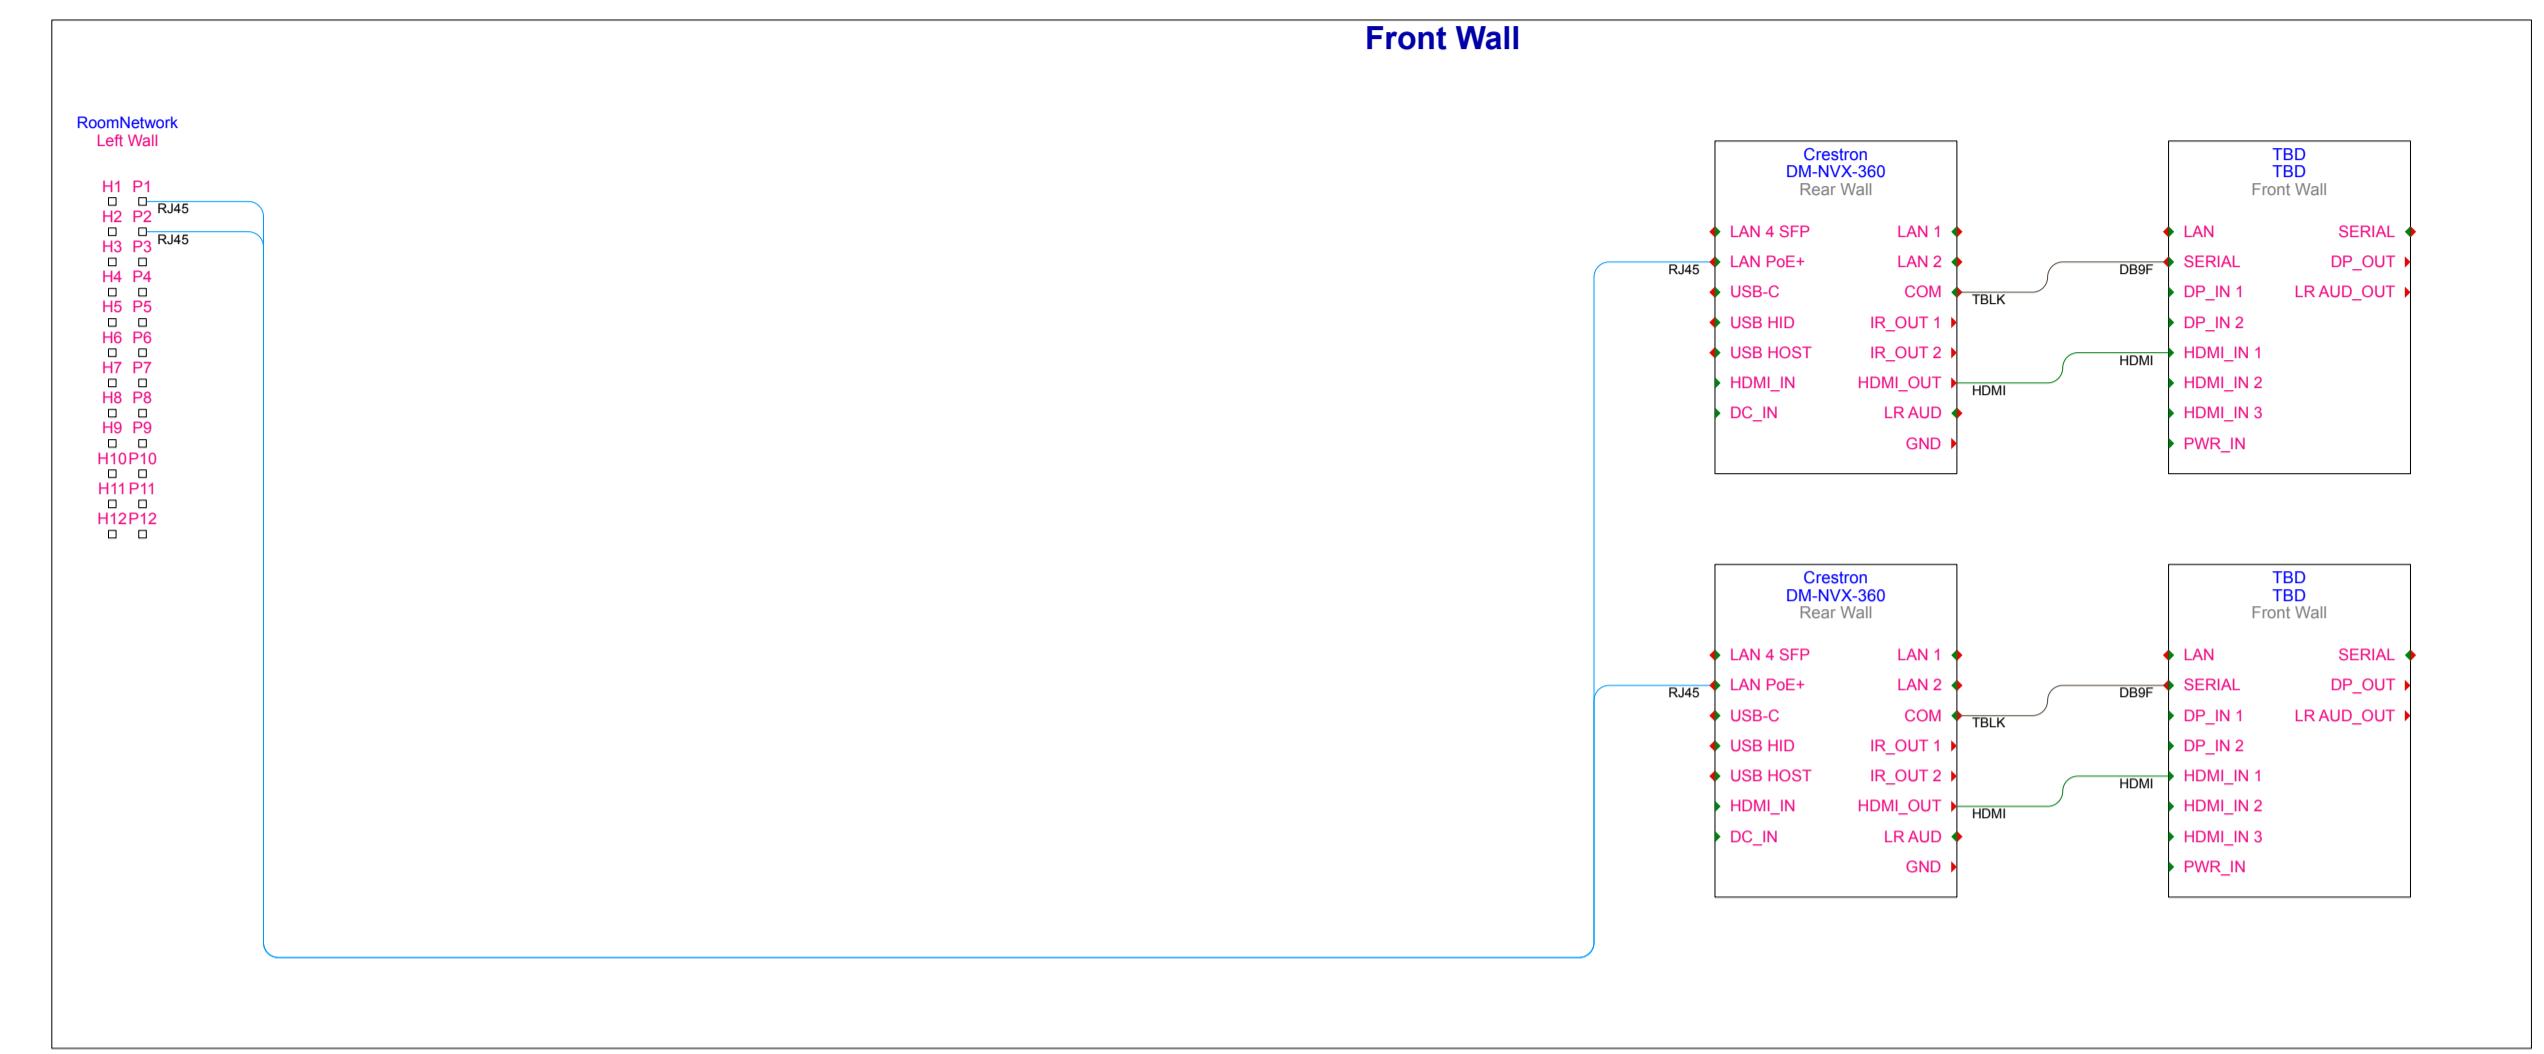 Front Wall
RoomNetwork
Left Wall
H1 P1
RJ45
H2 P2
RJ45
H3 P3
H4 P4
H5 P5
H6 P6
H7 P7
H8 P8
H9 P9
H10 P10
H11 P11
H12 P12
Crestron
DM-NVX-360
Rear Wall
LAN 4 SFP LAN 1
RJ45 LAN PoE+ LAN 2
USB-C COM TBLK
USB HID IR_OUT 1
USB HOST IR_OUT 2
HDMI_IN HDMI_OUT HDMI
DC_IN LR AUD
GND
TBD
TBD
Front Wall
LAN SERIAL
DB9F SERIAL DP_OUT
DP_IN 1 LR AUD_OUT
DP_IN 2
HDMI HDMI_IN 1
HDMI_IN 2
HDMI_IN 3
PWR_IN
Crestron
DM-NVX-360
Rear Wall
LAN 4 SFP LAN 1
RJ45 LAN PoE+ LAN 2
USB-C COM TBLK
USB HID IR_OUT 1
USB HOST IR_OUT 2
HDMI_IN HDMI_OUT HDMI
DC_IN LR AUD
GND
TBD
TBD
Front Wall
LAN SERIAL
DB9F SERIAL DP_OUT
DP_IN 1 LR AUD_OUT
DP_IN 2
HDMI HDMI_IN 1
HDMI_IN 2
HDMI_IN 3
PWR_IN